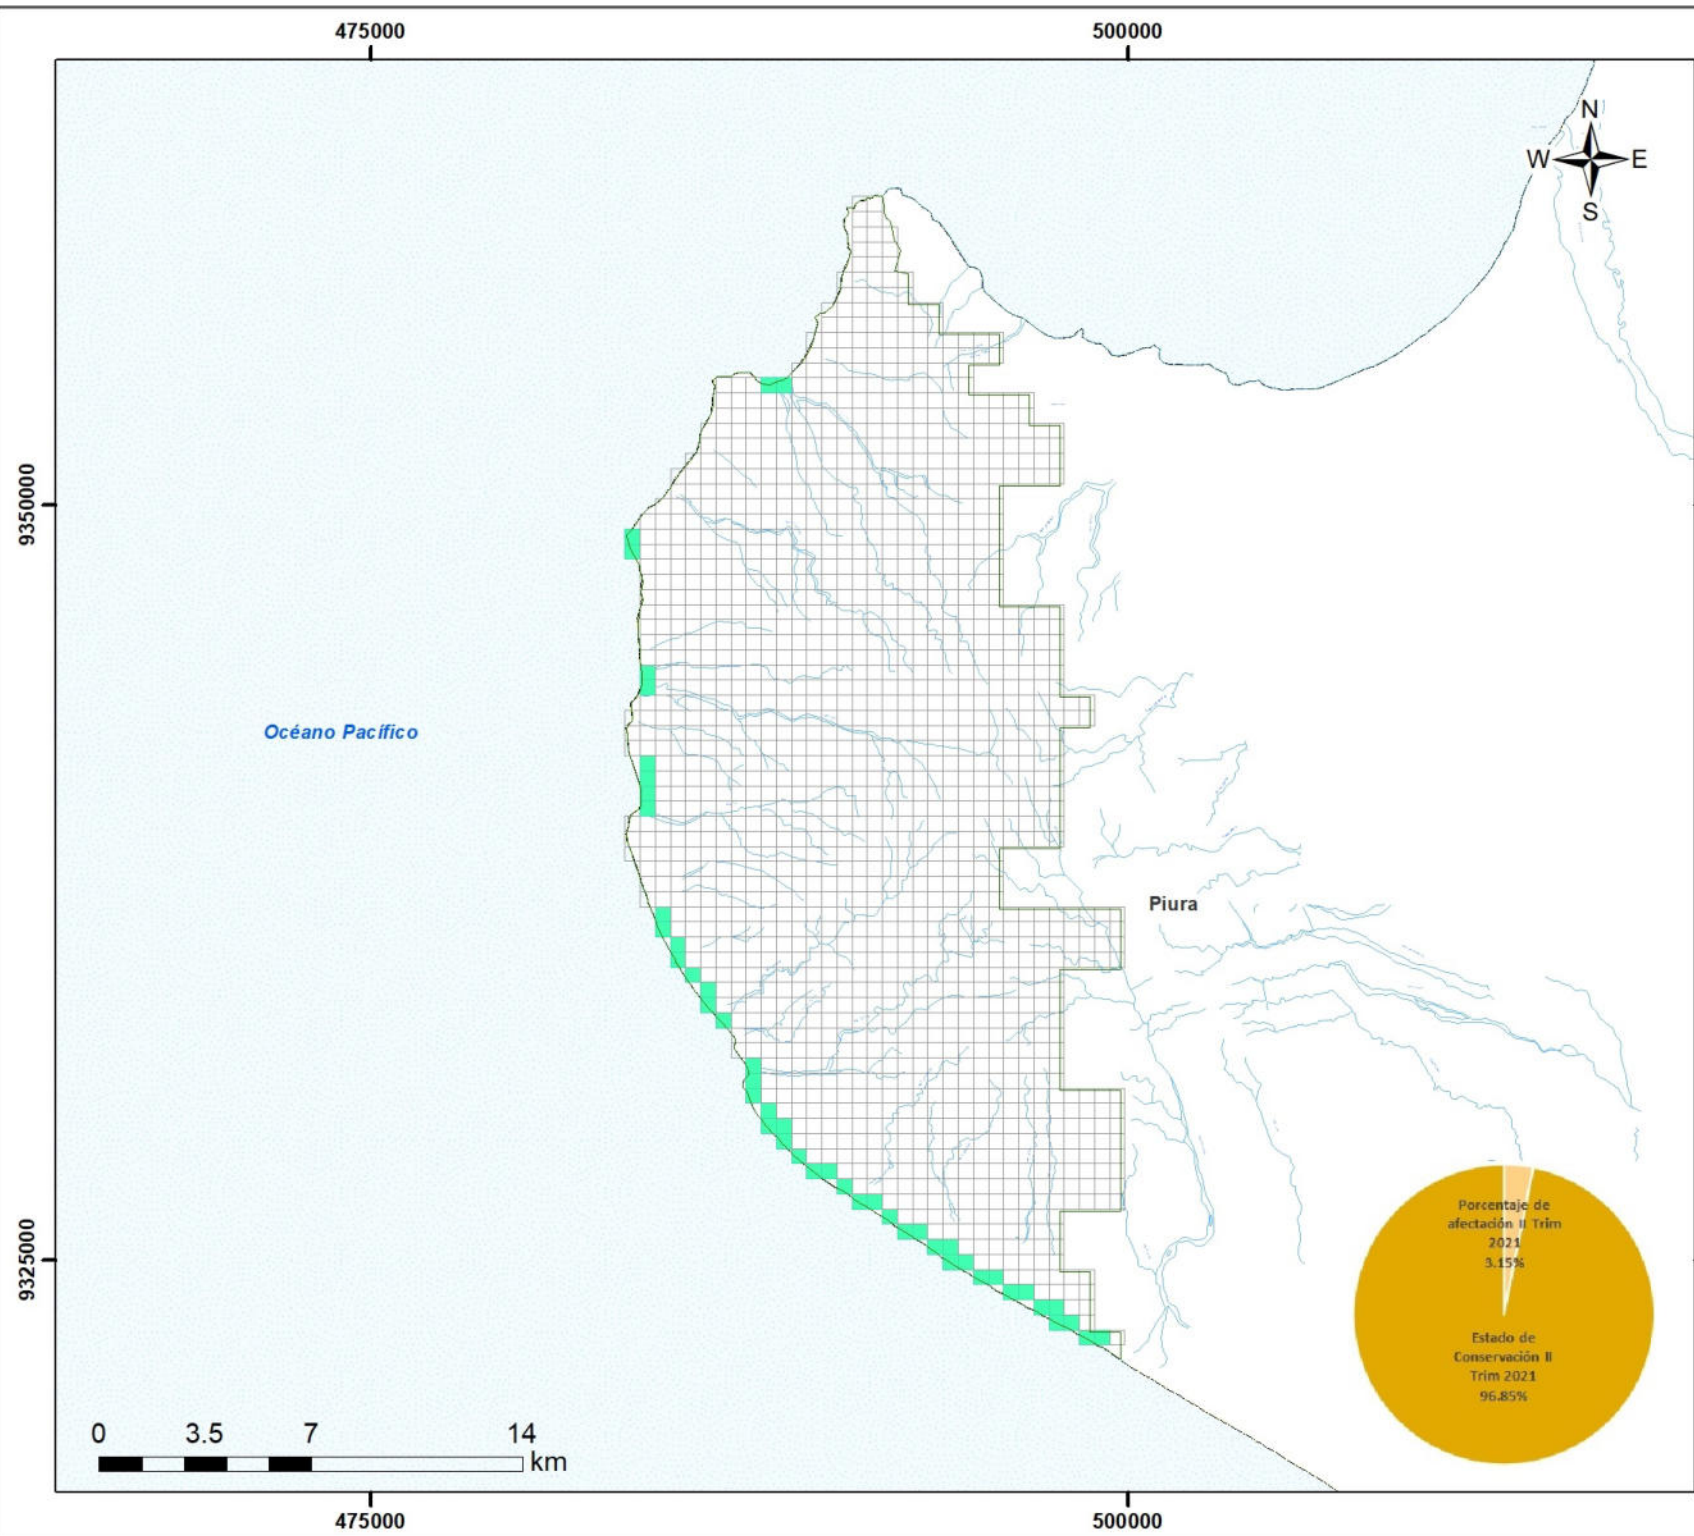 475000
500000
N
W
E
S
9350000
Océano Pacífico
Piura
9325000
Porcentaje de
afectación II Trim
2021
3.15%
Estado de
Conservación II
Trim 2021
96.85%
0
3.5
7
14
km
475000
500000